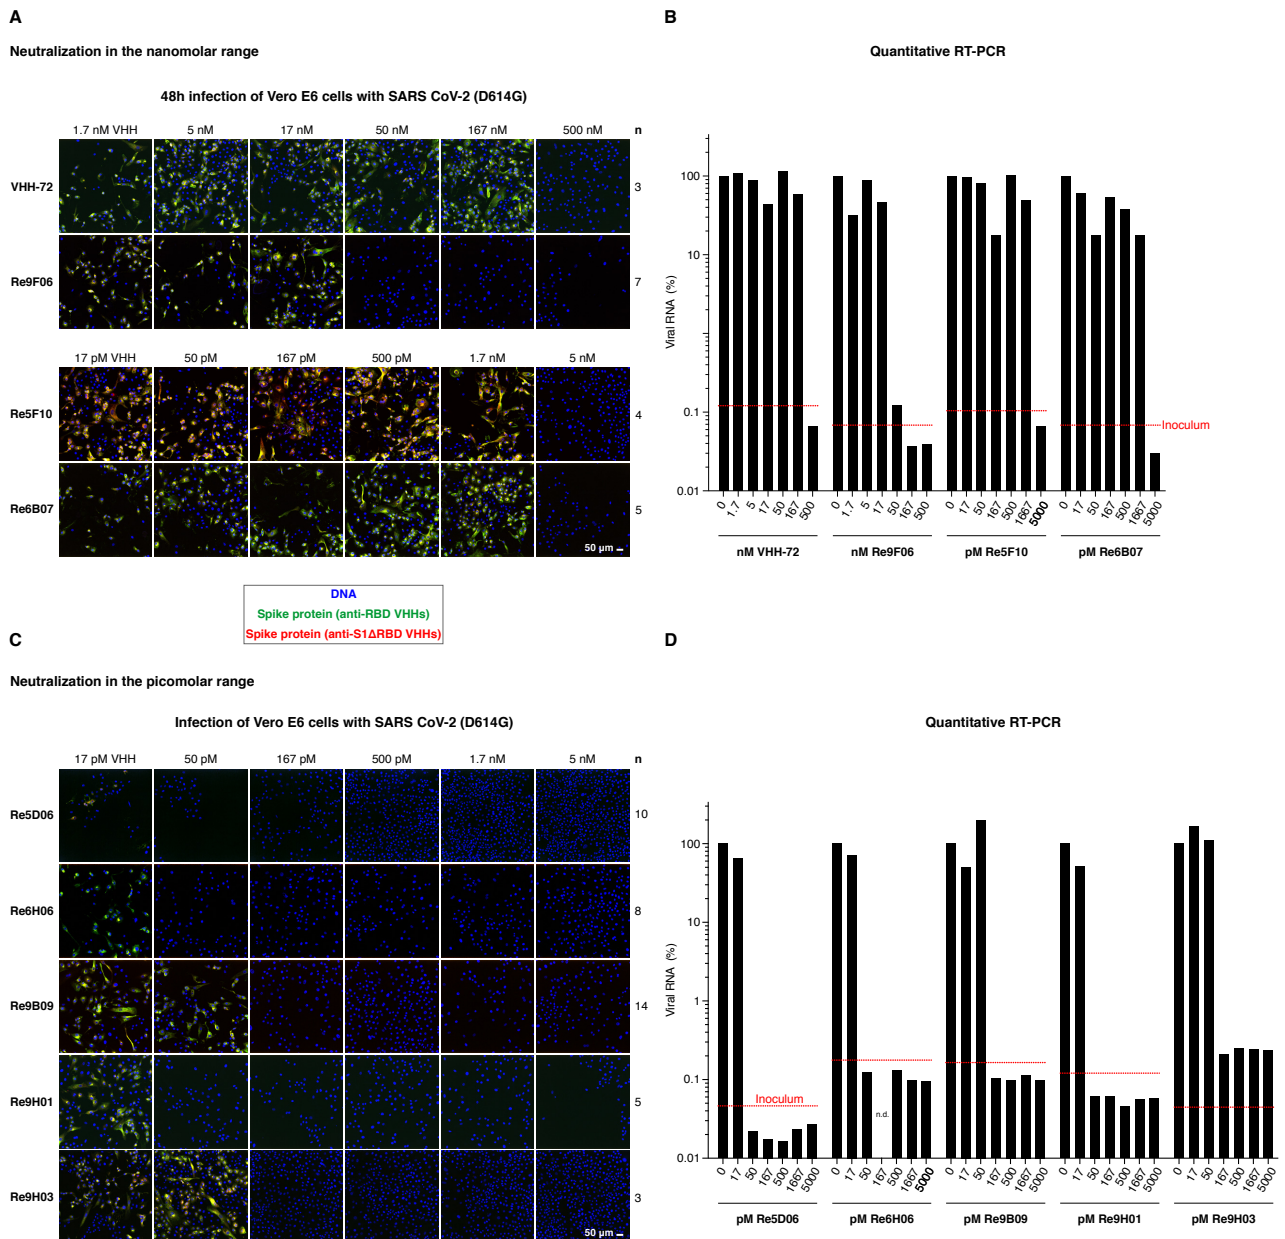 A
Neutralization in the nanomolar range
48h infection of Vero E6 cells with SARS CoV-2 (D614G)
1.7 nM VHH 5 nM 17 nM 50 nM 167 nM 500 nM n
VHH-72 3
Re9F06 7
17 pM VHH 50 pM 167 pM 500 pM 1.7 nM 5 nM
Re5F10 4
Re6B07 5
50 µm
DNA
Spike protein (anti-RBD VHHs)
Spike protein (anti-S1ΔRBD VHHs)
B
Quantitative RT-PCR
Viral RNA (%)
100
10
1
0.1
0.01
Inoculum
0 1.7 5 17 50 167 500 0 1.7 5 17 50 167 500 0 17 50 167 500 1667 5000 0 17 50 167 500 1667 5000
nM VHH-72 nM Re9F06 pM Re5F10 pM Re6B07
C
Neutralization in the picomolar range
Infection of Vero E6 cells with SARS CoV-2 (D614G)
17 pM VHH 50 pM 167 pM 500 pM 1.7 nM 5 nM n
Re5D06 10
Re6H06 8
Re9B09 14
Re9H01 5
Re9H03 3
50 µm
D
Quantitative RT-PCR
Viral RNA (%)
100
10
1
0.1
0.01
Inoculum
n.d.
0 17 50 167 500 1667 5000 0 17 50 167 500 1667 5000 0 17 50 167 500 1667 5000 0 17 50 167 500 1667 5000 0 17 50 167 500 1667 5000
pM Re5D06 pM Re6H06 pM Re9B09 pM Re9H01 pM Re9H03